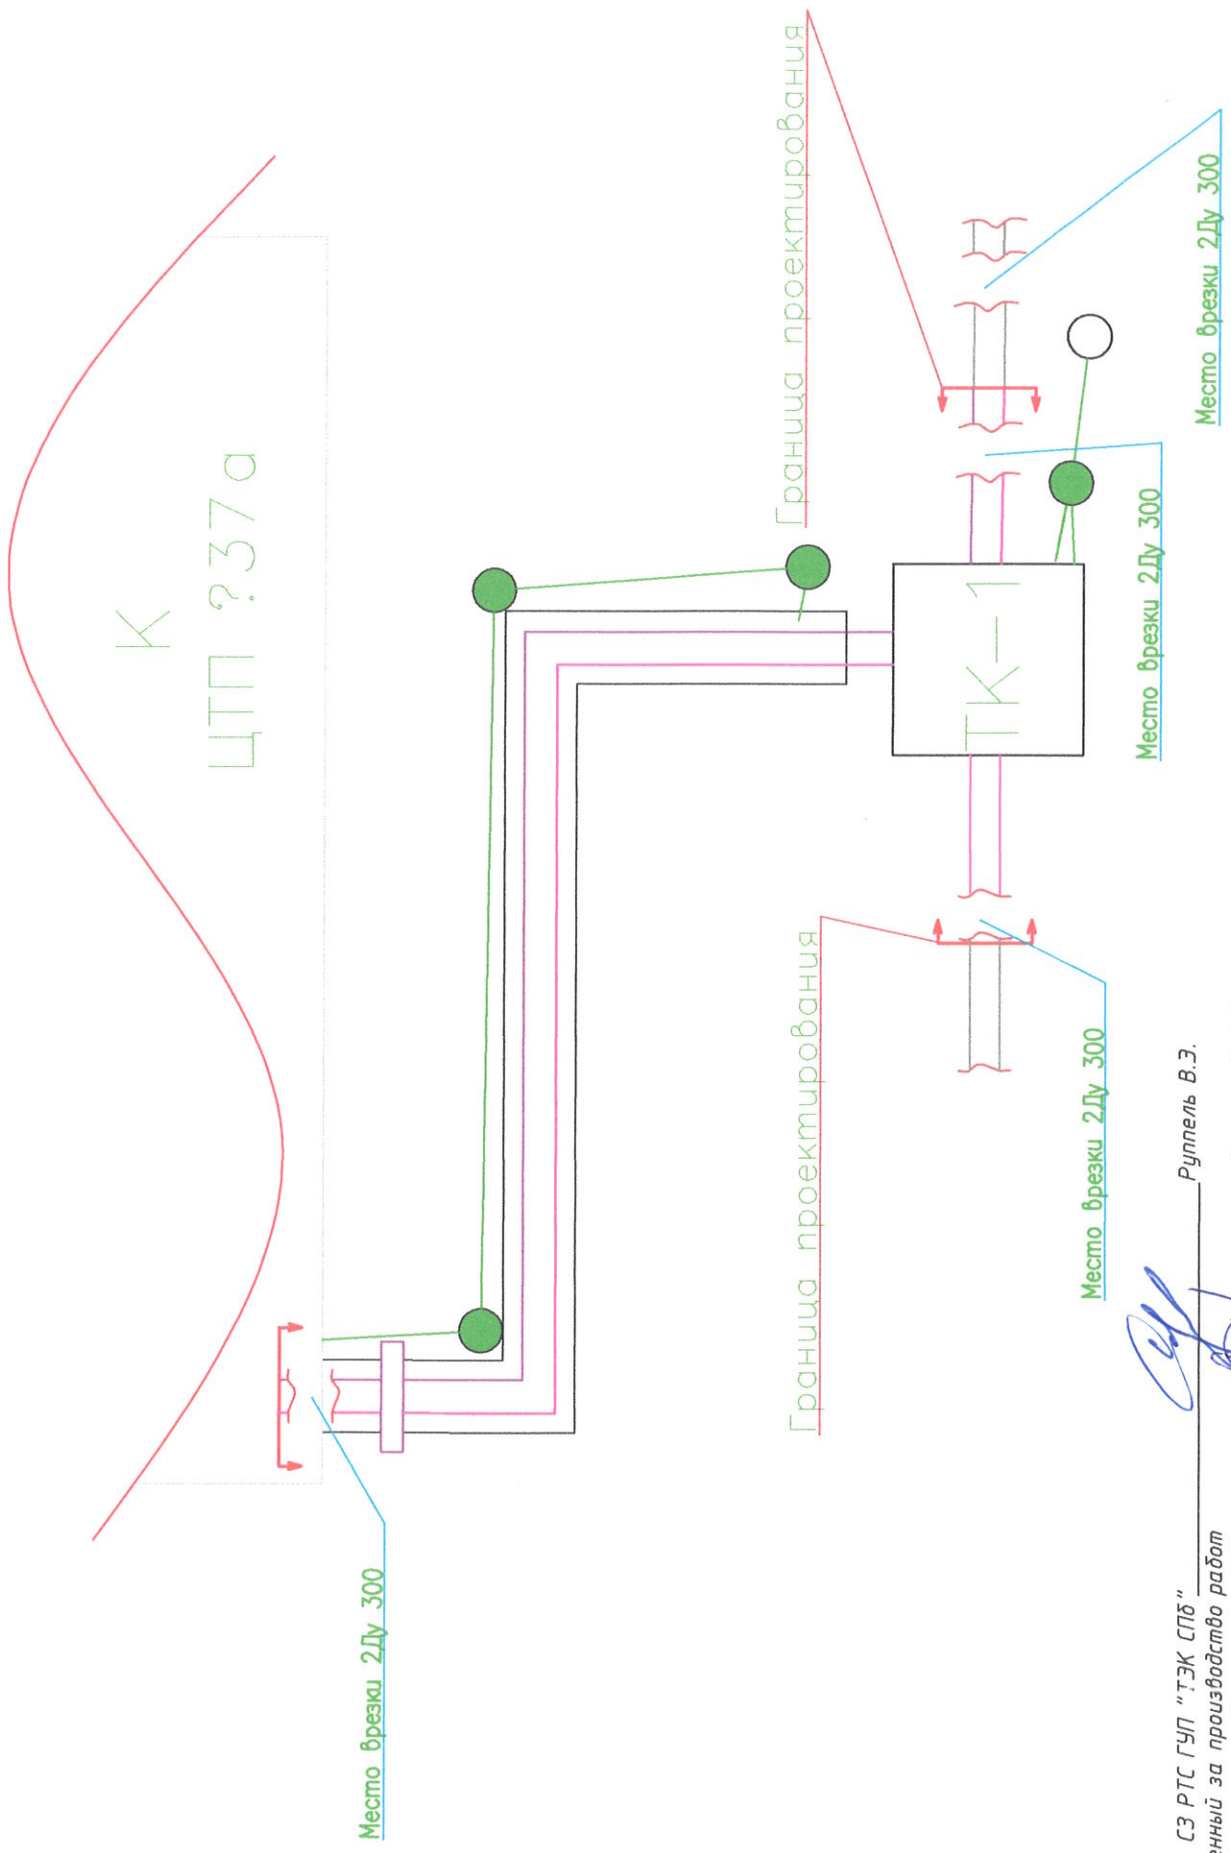 К
ЦТП ?37а
Граница проектирования
Место врезки 2Ду 300
Место врезки 2Ду 300
ТК-1
Граница проектирования
Место врезки 2Ду 300
Место врезки 2Ду 300
СЗ РТС ГУП "ТЭК СПб" Руппель В.Э.
за производство работ